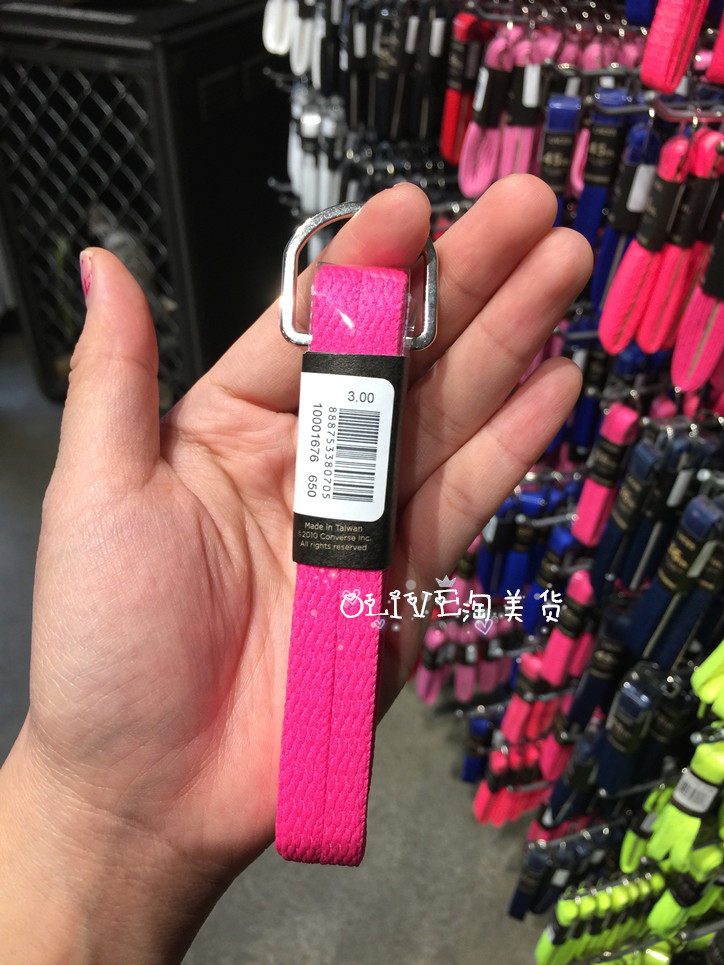 3.00
888753380705
10001676 650
Made in Taiwan
©2010 Converse Inc.
All rights reserved
OLIVE淘美货
45